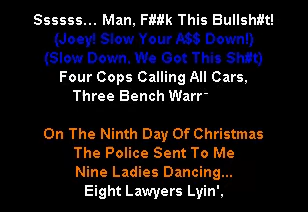 Ssssss... Man, F##k This Bullsh#t!
(Joey! Slow Your A$$ Down!)
(Slow Down, We Got This Sh#t)
Four Cops Calling All Cars,
Three Bench
On The Ninth Day Of Christmas
The Police Sent To Me
Nine Ladies Dancing...
Eight Lawyers Lyin',